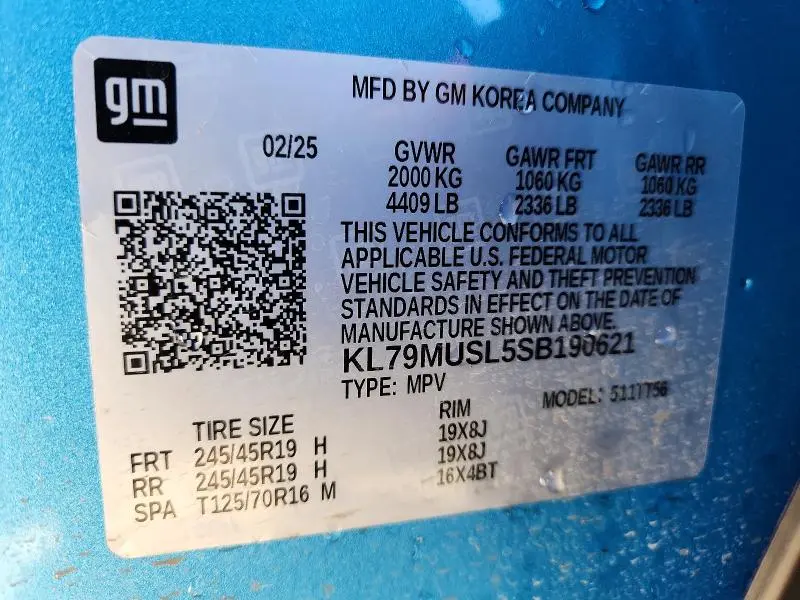 gm
MFD BY GM KOREA COMPANY
02/25 GVWR GAWR FRT GAWR RR
2000 KG 1060 KG 1060 KG
4409 LB 2336 LB 2336 LB
THIS VEHICLE CONFORMS TO ALL
APPLICABLE U.S. FEDERAL MOTOR
VEHICLE SAFETY AND THEFT PREVENTION
STANDARDS IN EFFECT ON THE DATE OF
MANUFACTURE SHOWN ABOVE.
KL79MUSL5SB190621
TYPE: MPV MODEL: 51TY56
TIRE SIZE RIM
FRT 245/45R19 H 19X8J
RR 245/45R19 H 19X8J
SPA T125/70R16 M 16X4BT